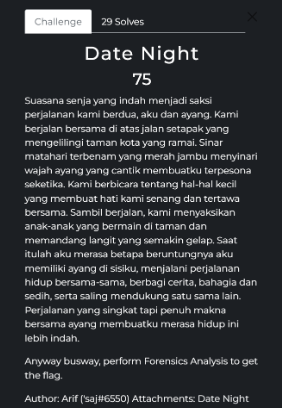 Challenge 29 Solves
Date Night
75
Suasana senja yang indah menjadi saksi
perjalanan kami berdua, aku dan ayang. Kami
berjalan bersama di atas jalan setapak yang
mengelilingi taman kota yang ramai. Sinar
matahari terbenam yang merah jambu menyinari
wajah ayang yang cantik membuatku terpesona
seketika. Kami berbicara tentang hal-hal kecil
yang membuat hati kami senang dan tertawa
bersama. Sambil berjalan, kami menyaksikan
anak-anak yang bermain di taman dan
memandang langit yang semakin gelap. Saat
itulah aku merasa betapa beruntungnya aku
memiliki ayang di sisiku, menjalani perjalanan
hidup bersama-sama, berbagi cerita, bahagia dan
sedih, serta saling mendukung satu sama lain.
Perjalanan yang singkat tapi penuh makna
bersama ayang membuatku merasa hidup ini
lebih indah.
Anyway busway, perform Forensics Analysis to get
the flag.
Author: Arif ('saj#6550) Attachments: Date Night